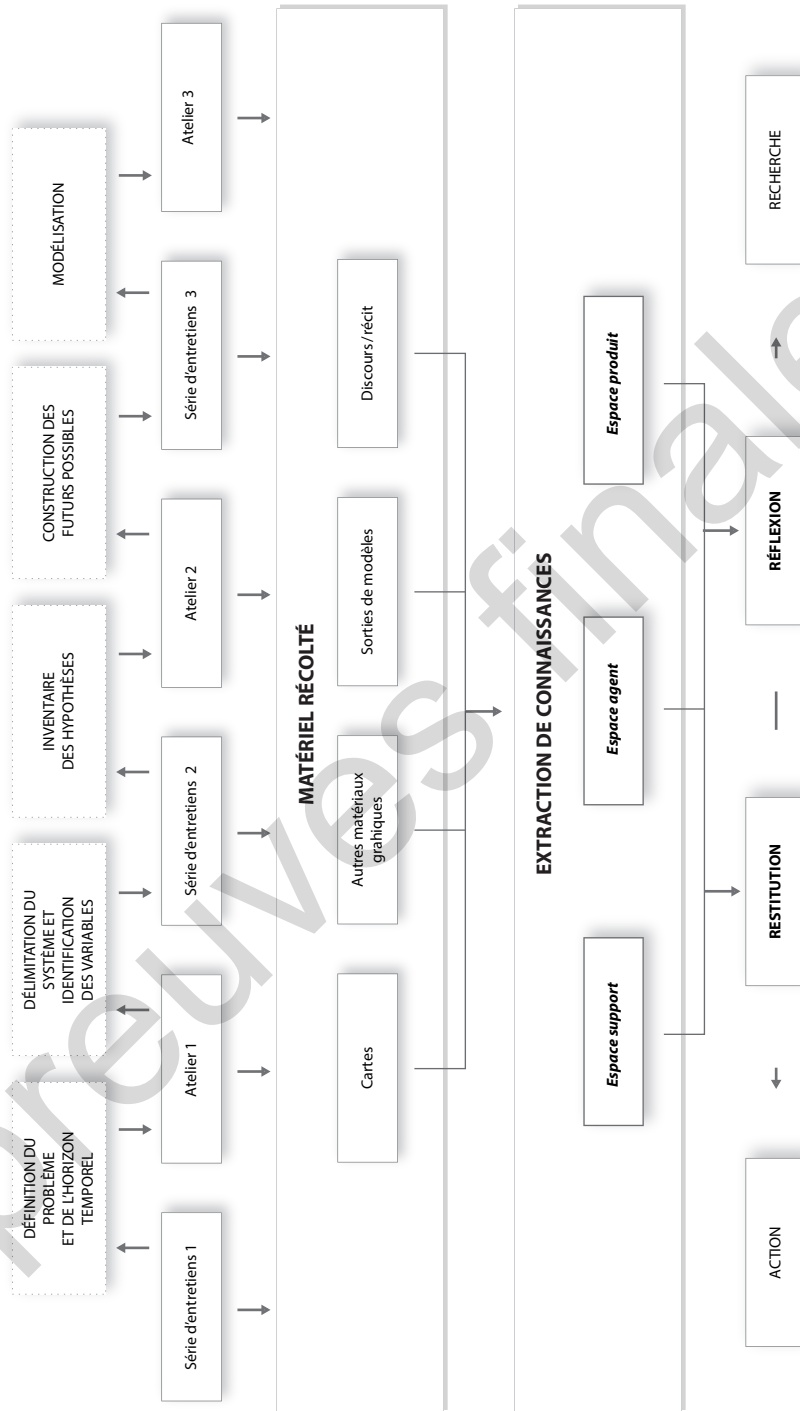 DÉFINITION DU
PROBLÈME
ET DE L'HORIZON
TEMPOREL
DÉLIMITATION DU
SYSTÈME ET
IDENTIFICATION
DES VARIABLES
INVENTAIRE
DES HYPOTHÈSES
CONSTRUCTION DES
FUTURS POSSIBLES
MODÉLISATION
Série d'entretiens 1
Atelier 1
Série d'entretiens 2
Atelier 2
Série d'entretiens 3
Atelier 3
MATÉRIEL RÉCOLTÉ
Cartes
Autres matériaux
grahiques
Sorties de modèles
Discours / récit
EXTRACTION DE CONNAISSANCES
Espace support
Espace agent
Espace produit
ACTION
RESTITUTION
RÉFLEXION
RECHERCHE
preuves finale